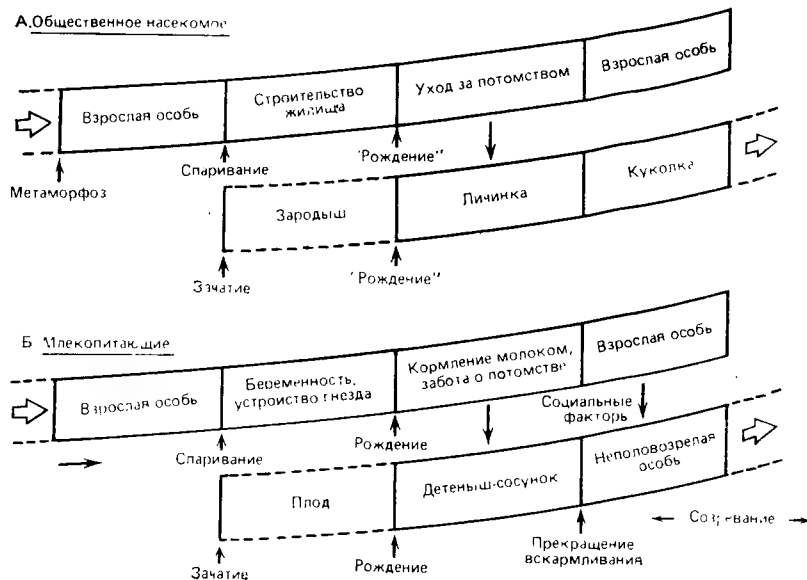 А. Общественное насекомое
Взрослая особь
Строительство
жилища
Уход за потомством
Взрослая особь
Метаморфоз
Спаривание
"Рождение"
Зародыш
Личинка
Куколка
Зачатие
"Рождение"
Б Млекопитающие
Взрослая особь
Беременность,
устройство гнезда
Кормление молоком,
забота о потомстве
Взрослая особь
Спаривание
Рождение
Социальные
факторы
Плод
Детеныш-сосунок
Неполовозрелая
особь
Созревание
Зачатие
Рождение
Прекращение
вскармливания